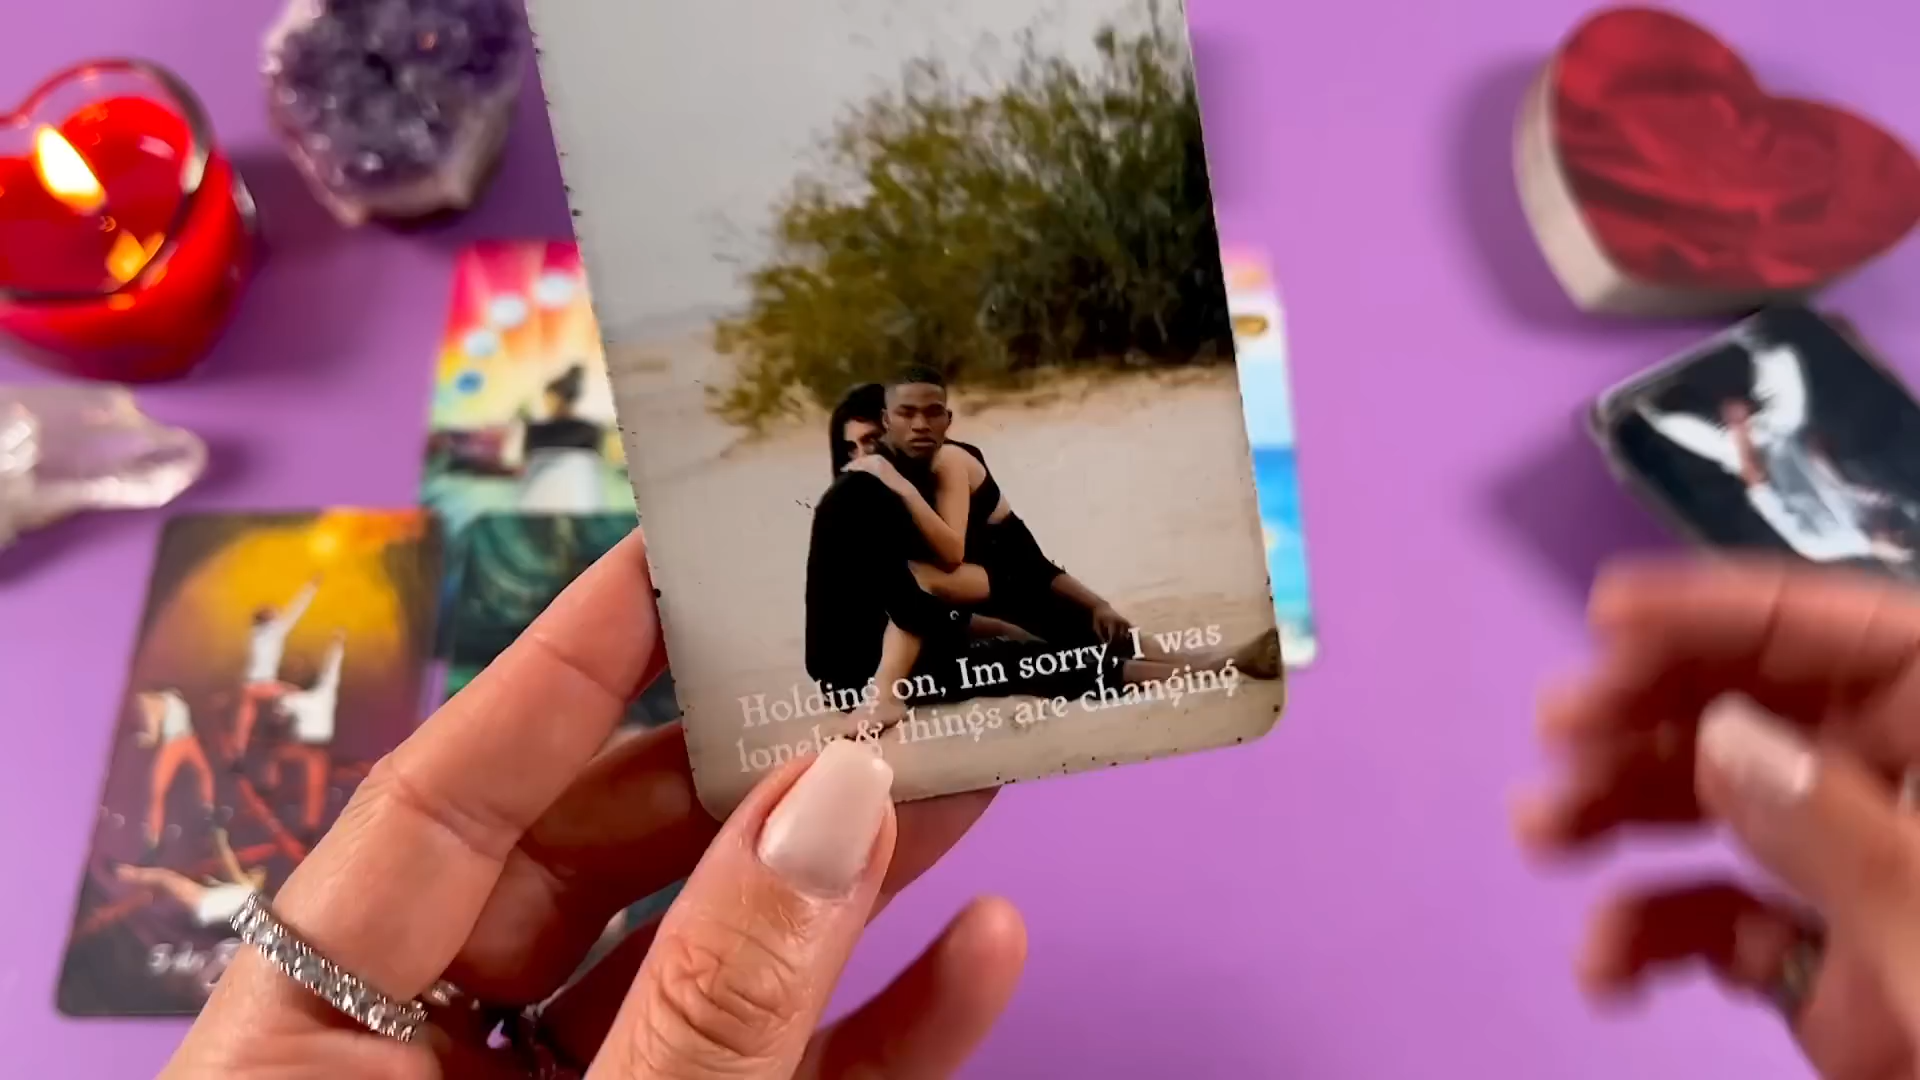 Holding on, Im sorry, I was
lonely & things are changing